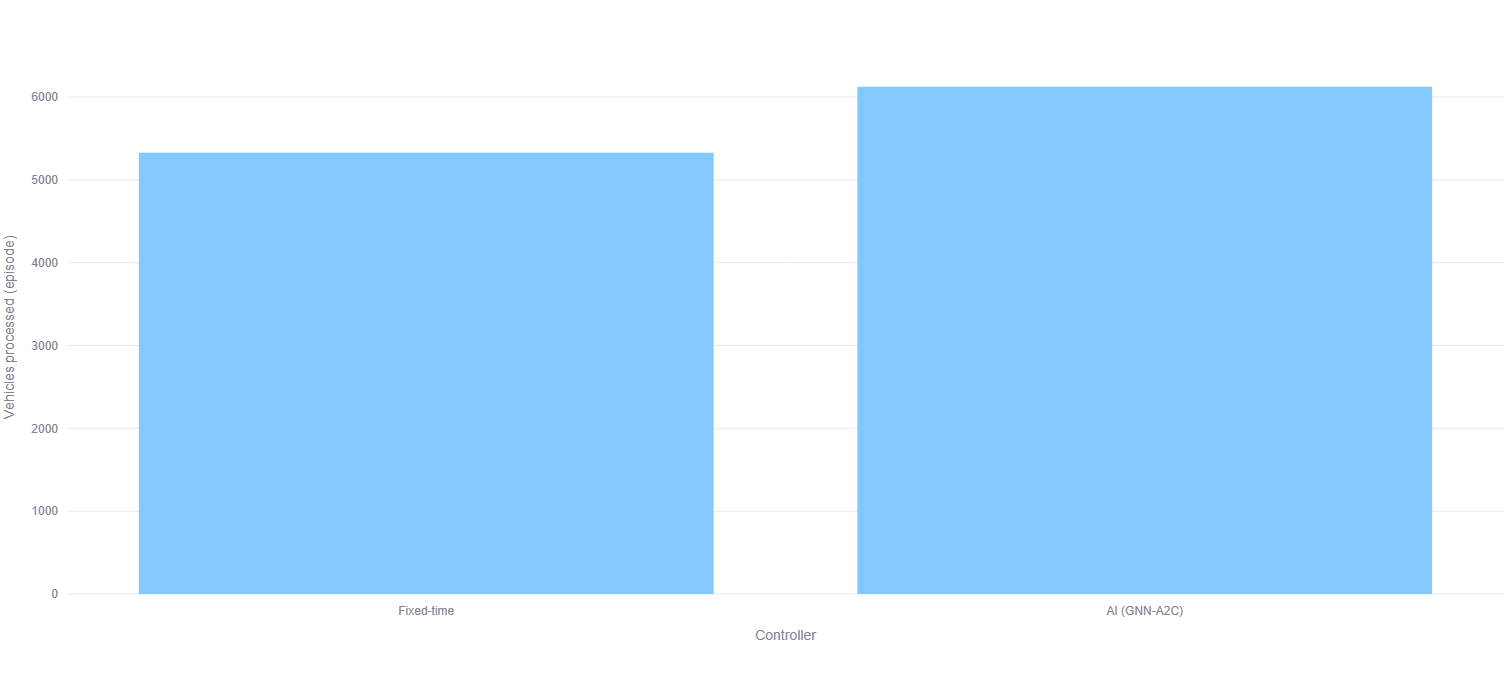 Vehicles processed (episode)
6000
5000
4000
3000
2000
1000
0
Fixed-time
AI (GNN-A2C)
Controller